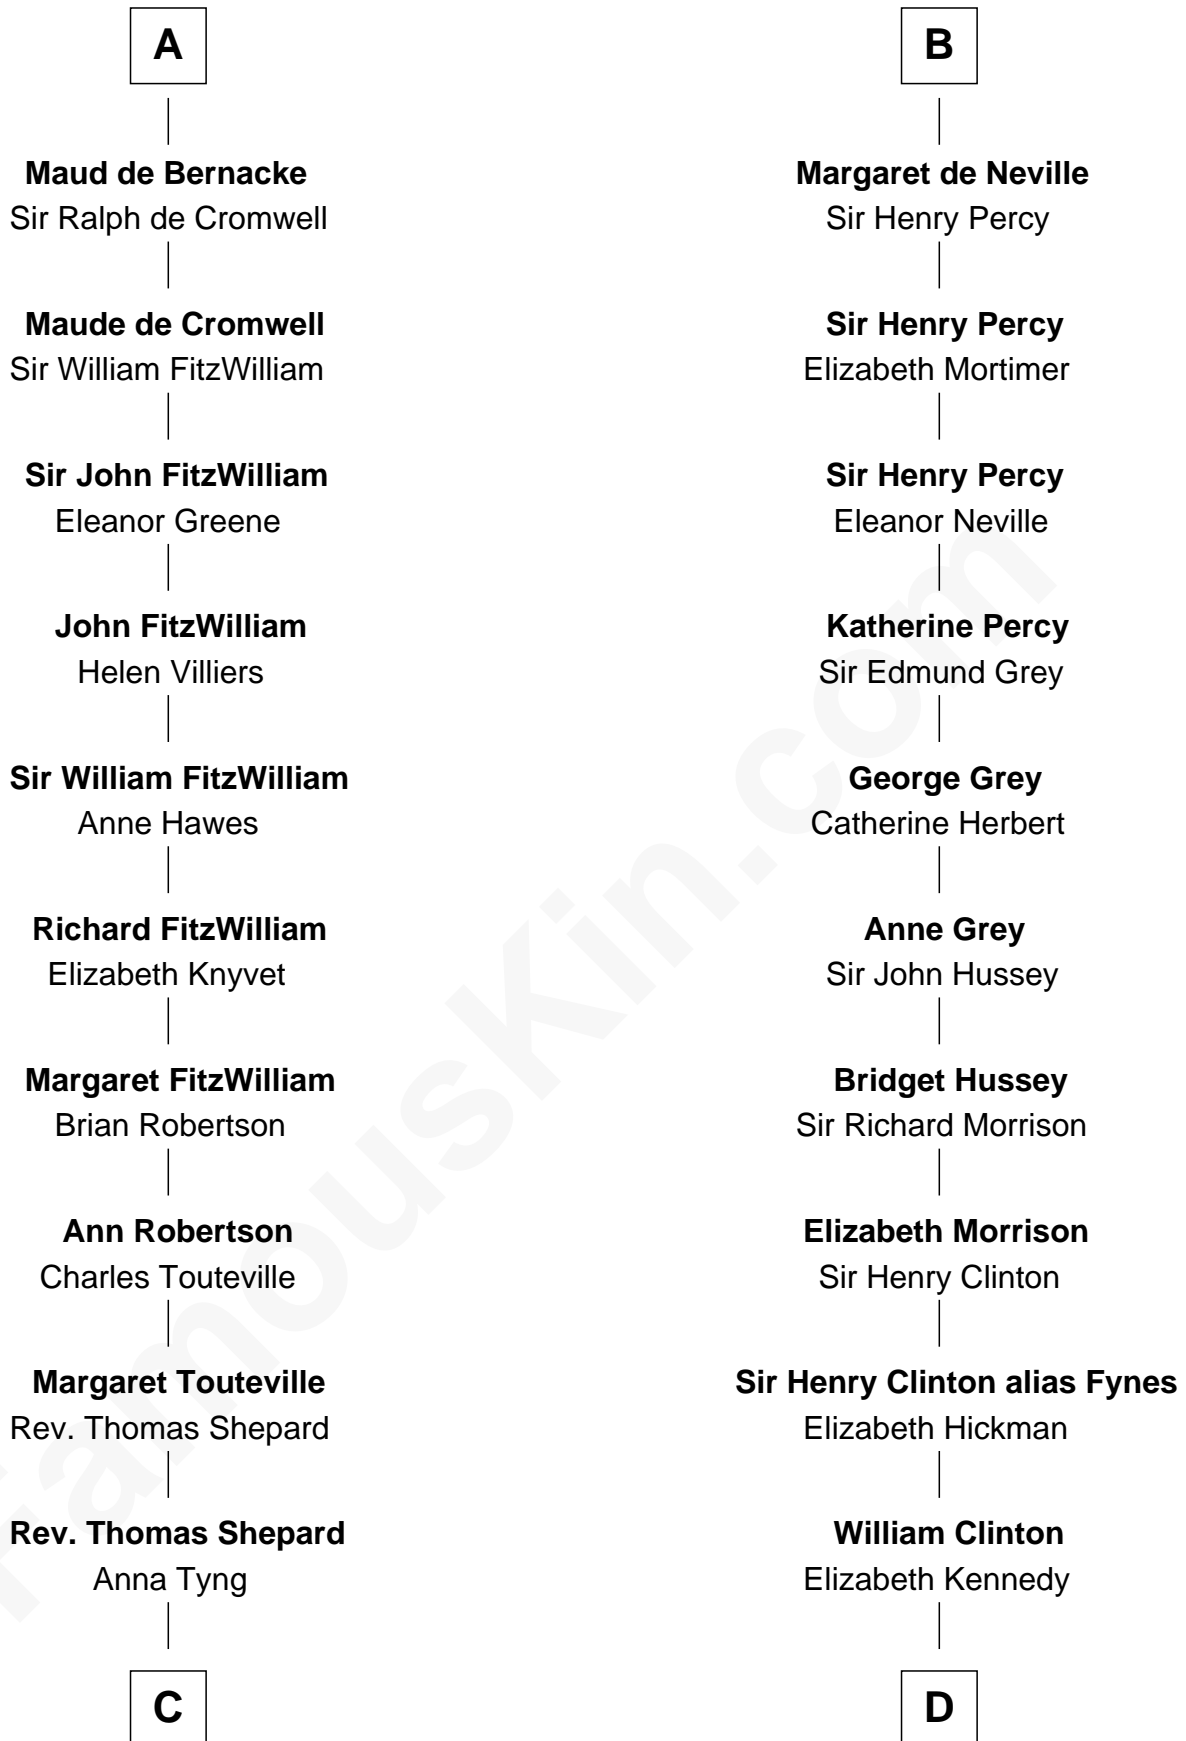 A
Maud de Bernacke
Sir Ralph de Cromwell
Maude de Cromwell
Sir William FitzWilliam
Sir John FitzWilliam
Eleanor Greene
John FitzWilliam
Helen Villiers
Sir William FitzWilliam
Anne Hawes
Richard FitzWilliam
Elizabeth Knyvet
Margaret FitzWilliam
Brian Robertson
Ann Robertson
Charles Touteville
Margaret Touteville
Rev. Thomas Shepard
Rev. Thomas Shepard
Anna Tyng
C
B
Margaret de Neville
Sir Henry Percy
Sir Henry Percy
Elizabeth Mortimer
Sir Henry Percy
Eleanor Neville
Katherine Percy
Sir Edmund Grey
George Grey
Catherine Herbert
Anne Grey
Sir John Hussey
Bridget Hussey
Sir Richard Morrison
Elizabeth Morrison
Sir Henry Clinton
Sir Henry Clinton alias Fynes
Elizabeth Hickman
William Clinton
Elizabeth Kennedy
D
FamousKin.com